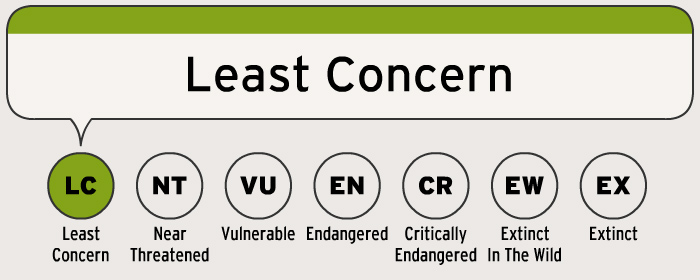 Least Concern
LC NT VU EN CR EW EX
Least Near Vulnerable Endangered Critically Extinct Extinct
Concern Threatened Endangered In The Wild